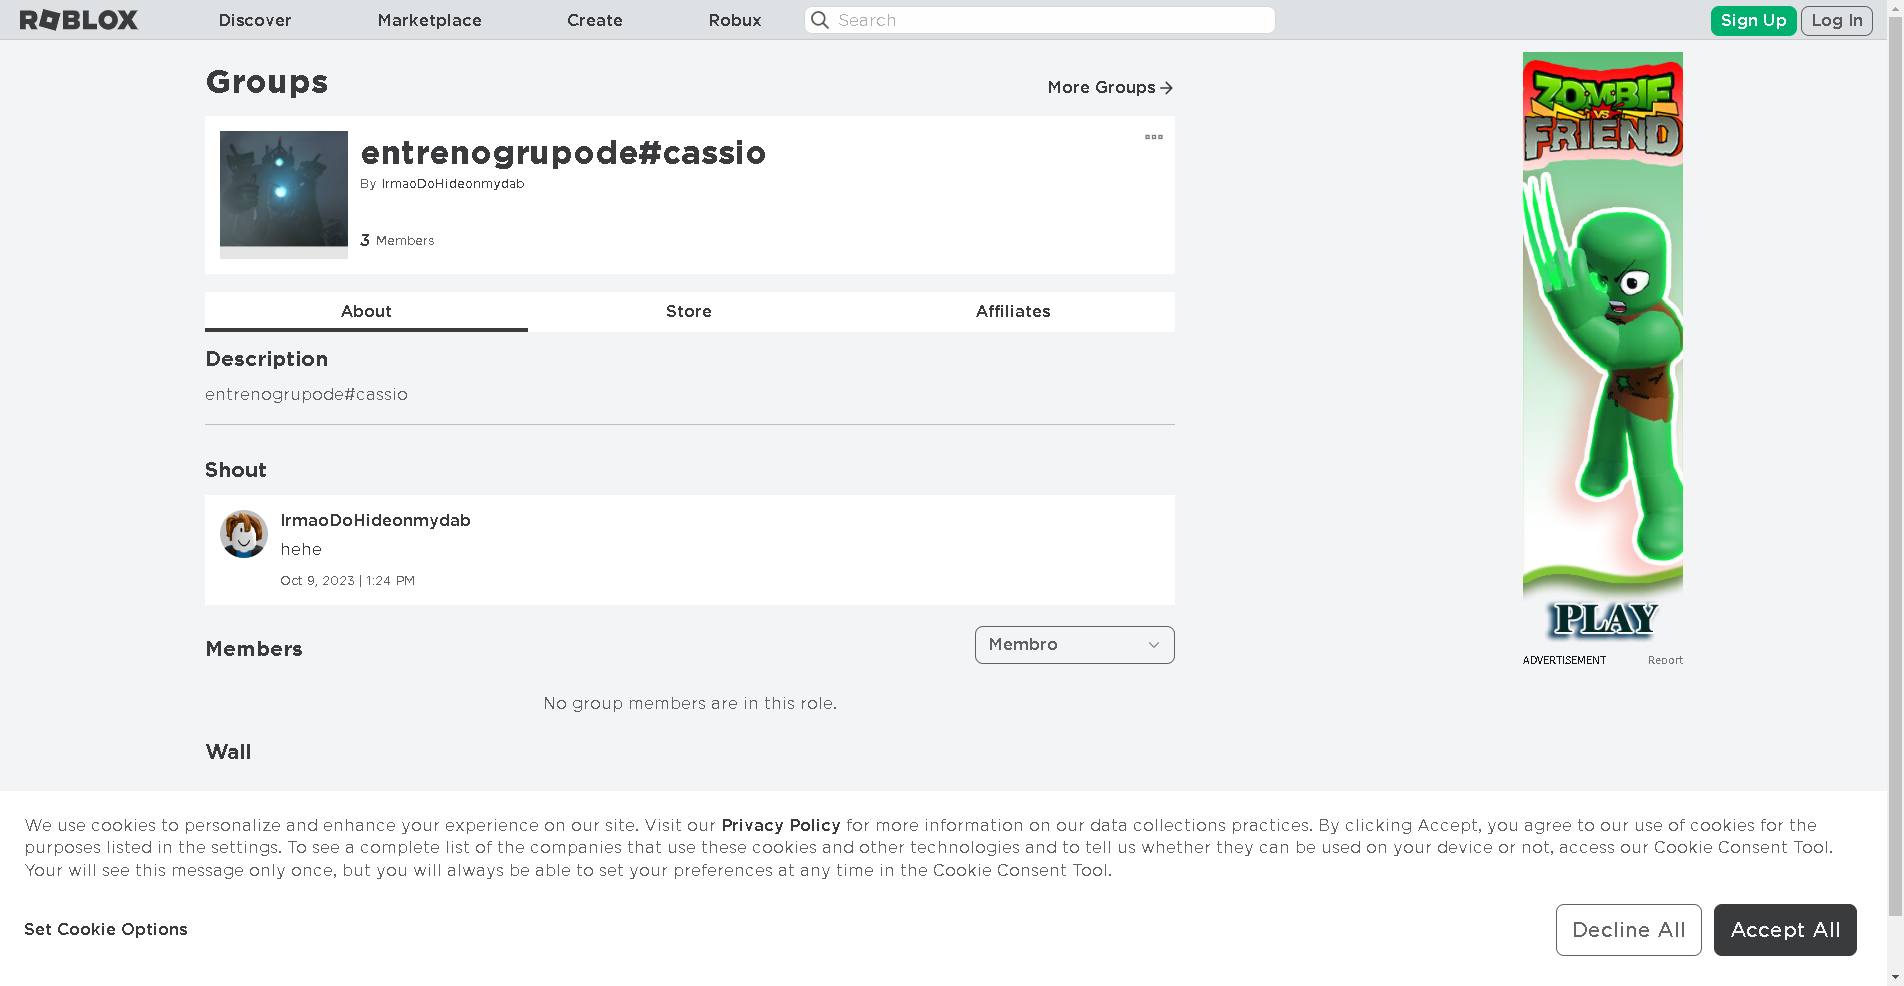 ROBLOX
Discover
Marketplace
Create
Robux
Search
Sign Up
Log In
Groups
More Groups
entrenogrupode#cassio
By IrmaoDoHideonmydab
3 Members
About
Store
Affiliates
Description
entrenogrupode#cassio
Shout
IrmaoDoHideonmydab
hehe
Oct 9, 2023 | 1:24 PM
Members
Membro
No group members are in this role.
Wall
ZOMBIE
VS
FRIEND
PLAY
ADVERTISEMENT
Report
We use cookies to personalize and enhance your experience on our site. Visit our Privacy Policy for more information on our data collections practices. By clicking Accept, you agree to our use of cookies for the
purposes listed in the settings. To see a complete list of the companies that use these cookies and other technologies and to tell us whether they can be used on your device or not, access our Cookie Consent Tool.
Your will see this message only once, but you will always be able to set your preferences at any time in the Cookie Consent Tool.
Set Cookie Options
Decline All
Accept All